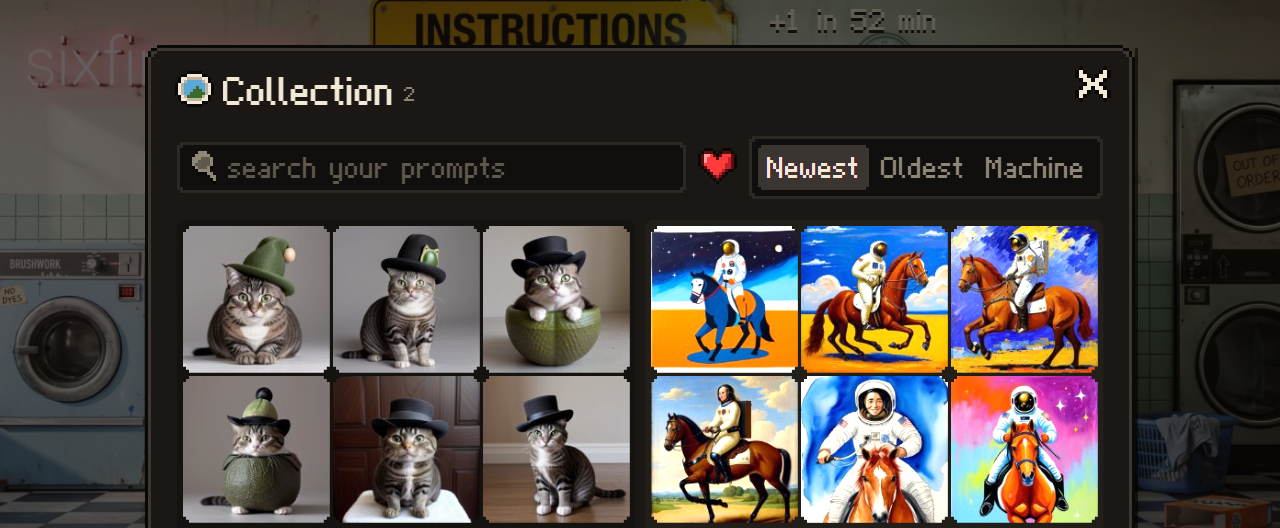 INSTRUCTIONS
+1 in 52 min
sixfi
Collection 2
search your prompts
Newest Oldest Machine
OUT OF
ORDER
BRUSHWORK
NO
DYES